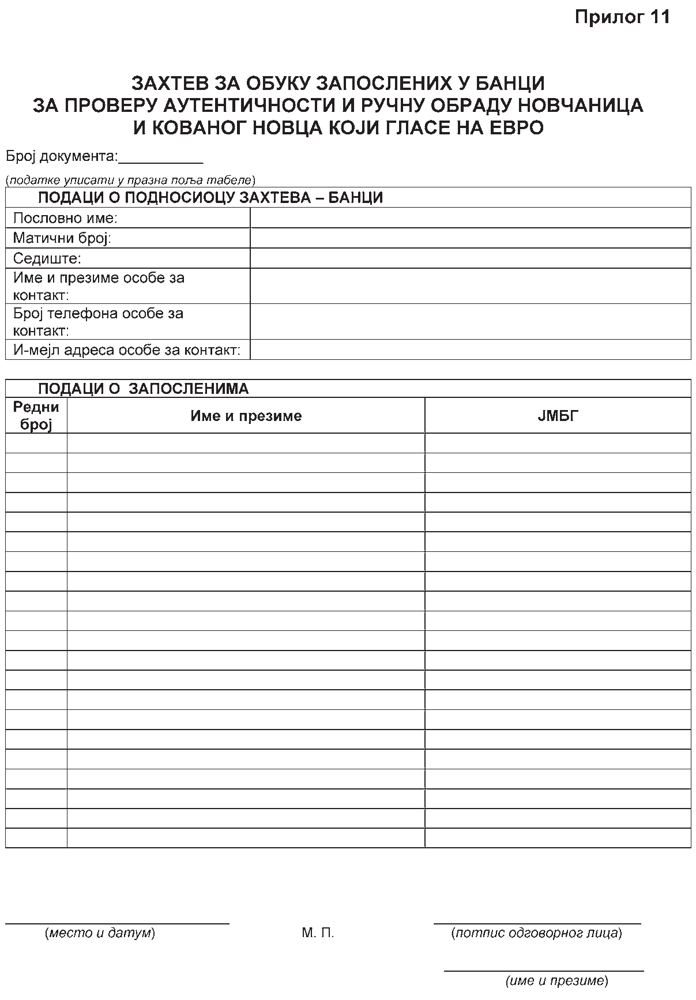 Прилог 11
ЗАХТЕВ ЗА ОБУКУ ЗАПОСЛЕНИХ У БАНЦИ
ЗА ПРОВЕРУ АУТЕНТИЧНОСТИ И РУЧНУ ОБРАДУ НОВЧАНИЦА
И КОВАНОГ НОВЦА КОЈИ ГЛАСЕ НА ЕВРО
Број документа:___________
(податке уписати у празна поља табеле)
ПОДАЦИ О ПОДНОСИОЦУ ЗАХТЕВА – БАНЦИ
Пословно име:
Матични број:
Седиште:
Име и презиме особе за
контакт:
Број телефона особе за
контакт:
И-мејл адреса особе за контакт:
ПОДАЦИ О ЗАПОСЛЕНИМА
Редни
број
Име и презиме
ЈМБГ
(место и датум)
М. П.
(потпис одговорног лица)
(име и презиме)